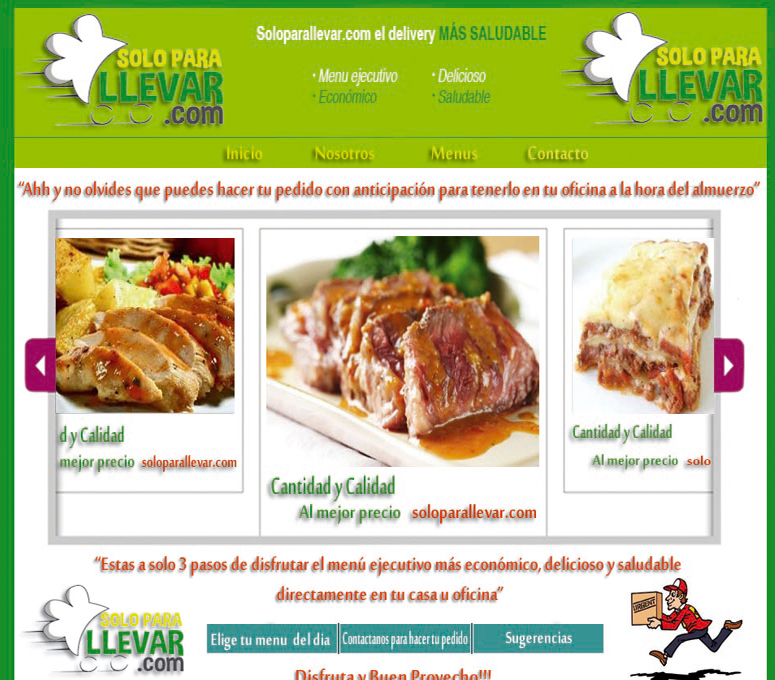 SOLO PARA
LLEVAR
.com
Soloparallevar.com el delivery MÁS SALUDABLE
• Menu ejecutivo • Delicioso
• Económico • Saludable
SOLO PARA
LLEVAR
.com
Inicio Nosotros Menus Contacto
“Ahh y no olvides que puedes hacer tu pedido con anticipación para tenerlo en tu oficina a la hora del almuerzo”
d y Calidad
mejor precio soloparallevar.com
Cantidad y Calidad
Al mejor precio soloparallevar.com
Cantidad y Calidad
Al mejor precio solo
“Estas a solo 3 pasos de disfrutar el menú ejecutivo más económico, delicioso y saludable
directamente en tu casa u oficina”
SOLO PARA
LLEVAR
.com
URGENT
Elige tu menu del dia Contactanos para hacer tu pedido Sugerencias
Disfruta y Buen Provecho!!!